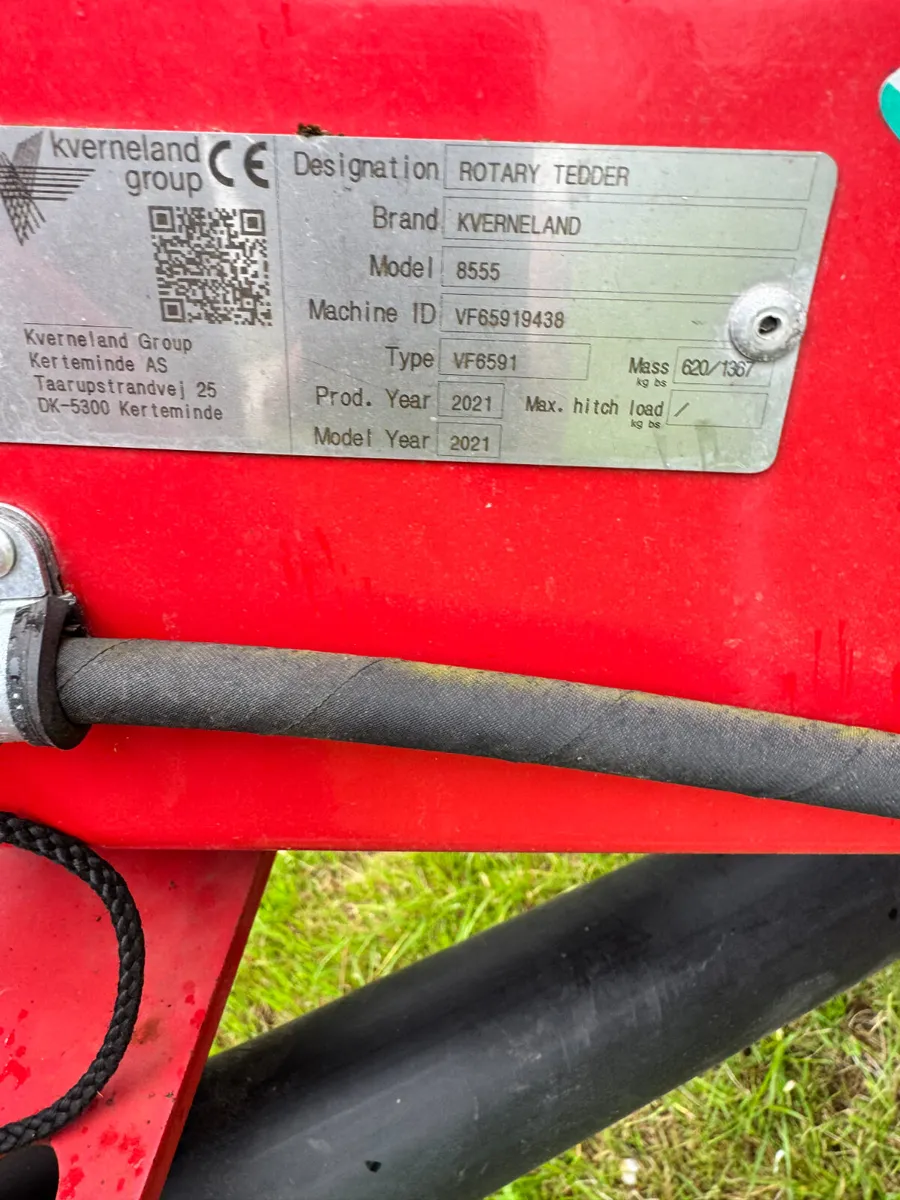 kverneland
group
CE
Kverneland Group
Kerteminde AS
Taarupstrandvej 25
DK-5300 Kerteminde
Designation ROTARY TEDDER
Brand KVERNELAND
Model 8555
Machine ID VF65919438
Type VF6591
Mass 620/1367
kg bs
Prod. Year 2021
Max. hitch load /
kg bs
Model Year 2021